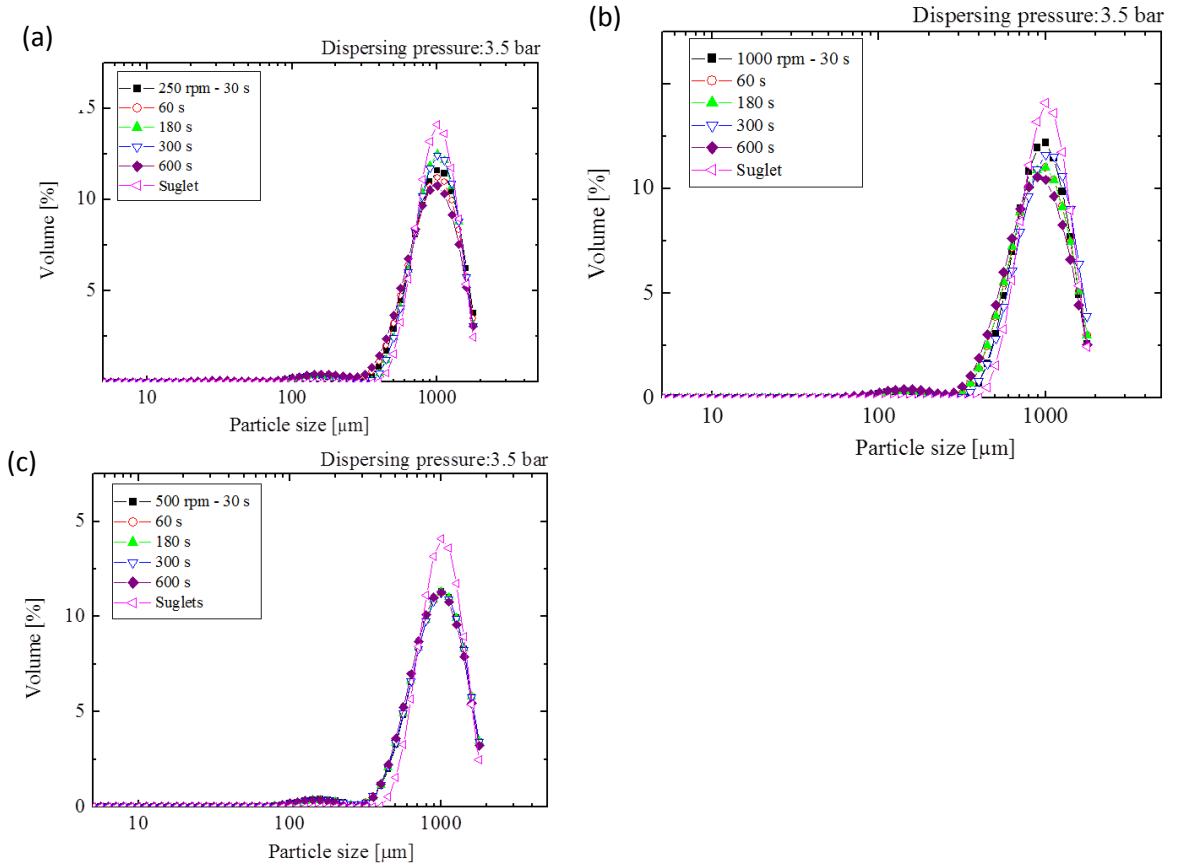 (a)
Dispersing pressure:3.5 bar
250 rpm - 30 s
60 s
180 s
300 s
600 s
Suglet
Volume [%]
15
10
5
10
100
1000
Particle size [µm]
(b)
Dispersing pressure:3.5 bar
1000 rpm - 30 s
60 s
180 s
300 s
600 s
Suglet
Volume [%]
10
5
0
10
100
1000
Particle size [µm]
(c)
Dispersing pressure:3.5 bar
500 rpm - 30 s
60 s
180 s
300 s
600 s
Suglets
Volume [%]
5
10
5
0
10
100
1000
Particle size [µm]